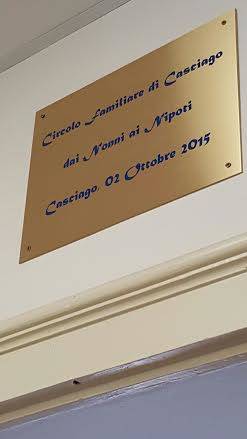 Circolo Familiare di Casciago
dai Nonni ai Nipoti
Casciago, 02 Ottobre 2015